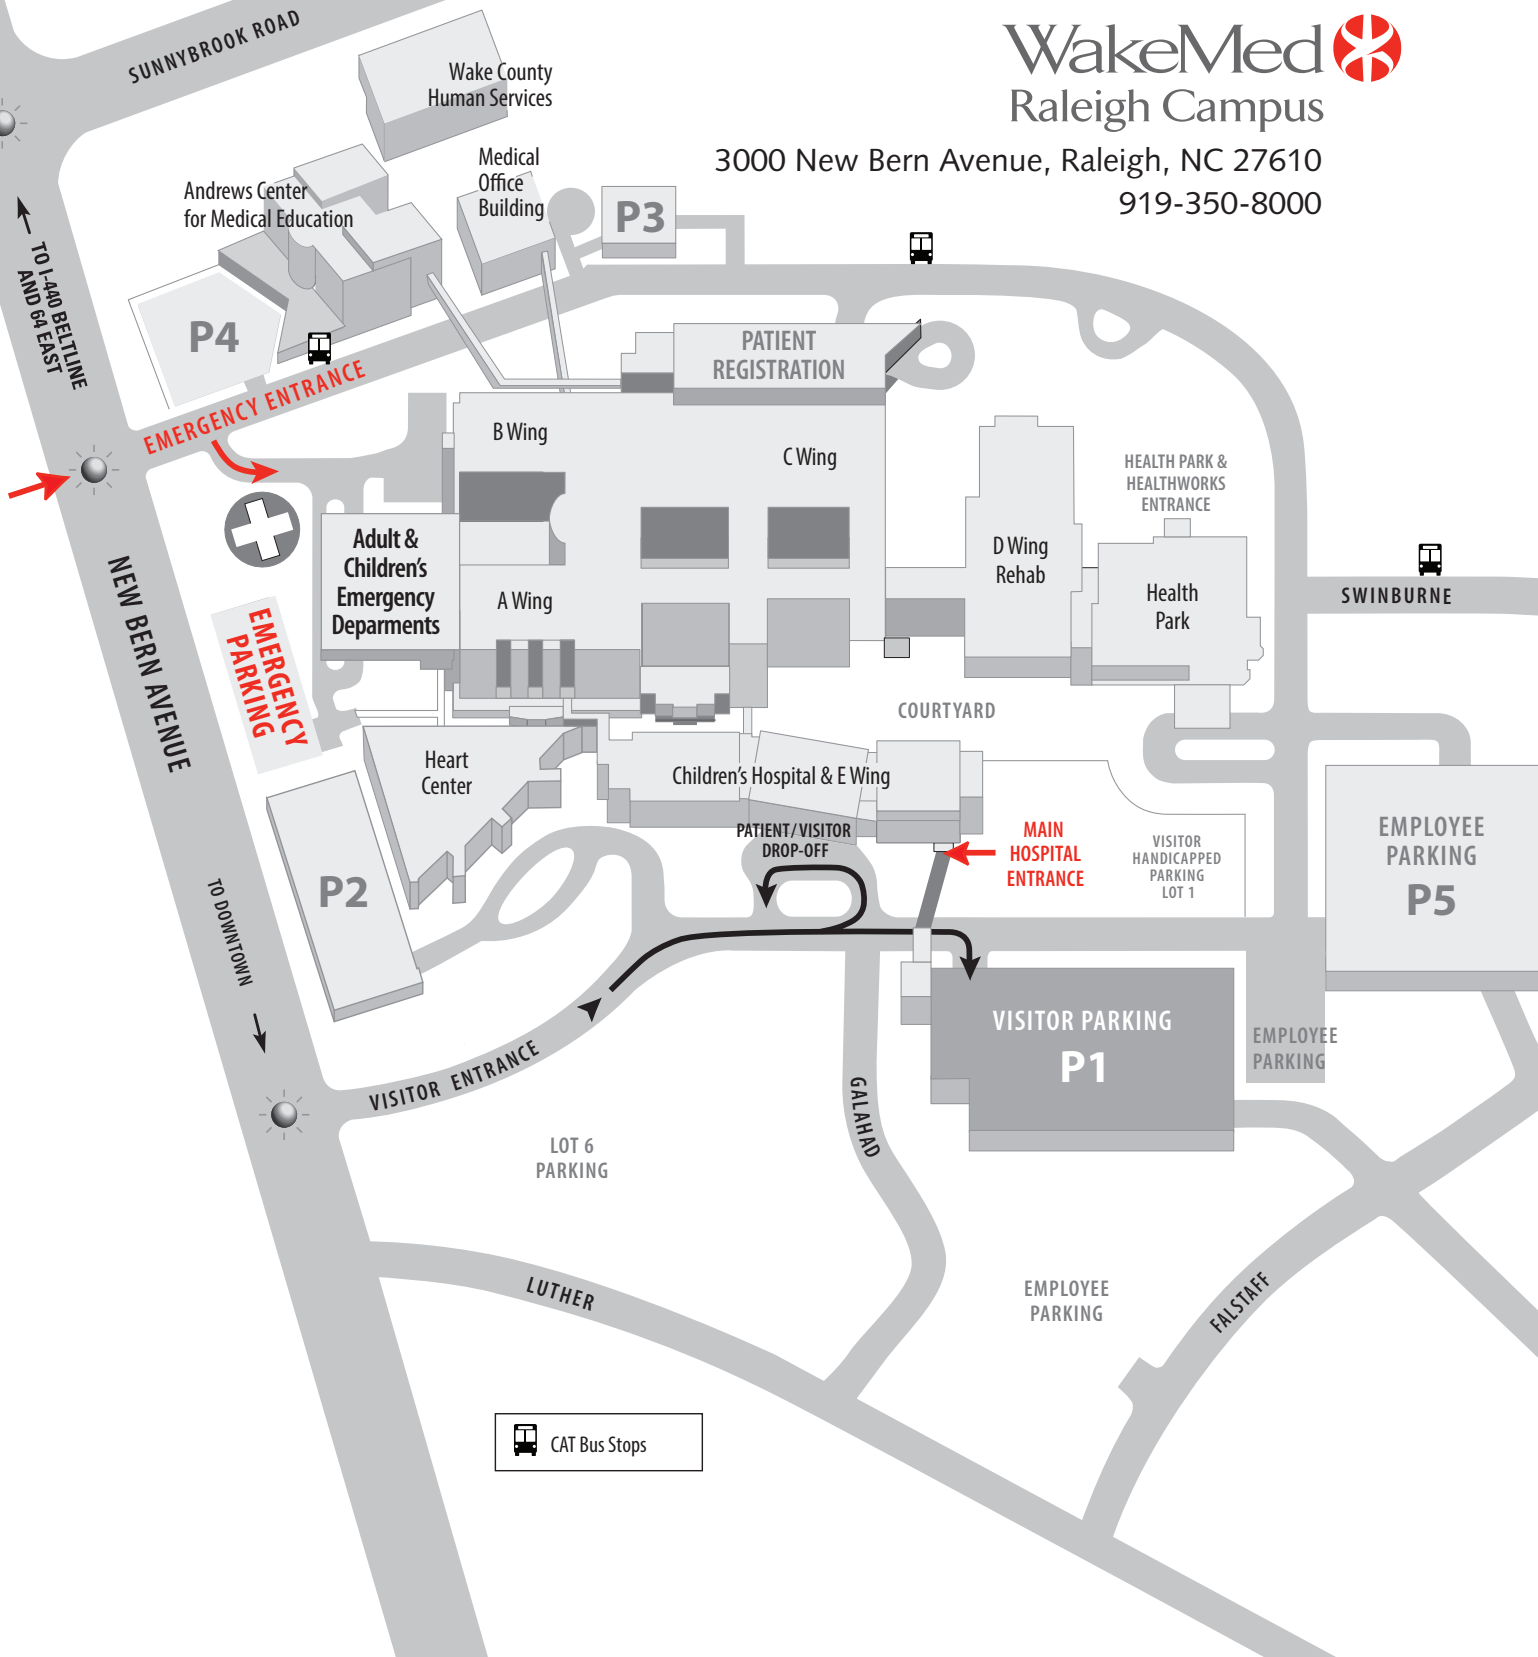 WakeMed
Raleigh Campus
3000 New Bern Avenue, Raleigh, NC 27610
919-350-8000
SUNNYBROOK ROAD
Wake County
Human Services
Medical
Office
Building
Andrews Center
for Medical Education
P3
P4
TO I-440 BELTLINE
AND 64 EAST
EMERGENCY ENTRANCE
PATIENT
REGISTRATION
B Wing
C Wing
HEALTH PARK &
HEALTHWORKS
ENTRANCE
Adult &
Children's
Emergency
Deparments
A Wing
D Wing
Rehab
Health
Park
SWINBURNE
NEW BERN AVENUE
EMERGENCY
PARKING
COURTYARD
Heart
Center
Children's Hospital & E Wing
PATIENT/VISITOR
DROP-OFF
MAIN
HOSPITAL
ENTRANCE
VISITOR
HANDICAPPED
PARKING
LOT 1
EMPLOYEE
PARKING
P5
P2
TO DOWNTOWN
VISITOR PARKING
P1
EMPLOYEE
PARKING
VISITOR ENTRANCE
GALAHAD
LOT 6
PARKING
LUTHER
EMPLOYEE
PARKING
FALSTAFF
CAT Bus Stops